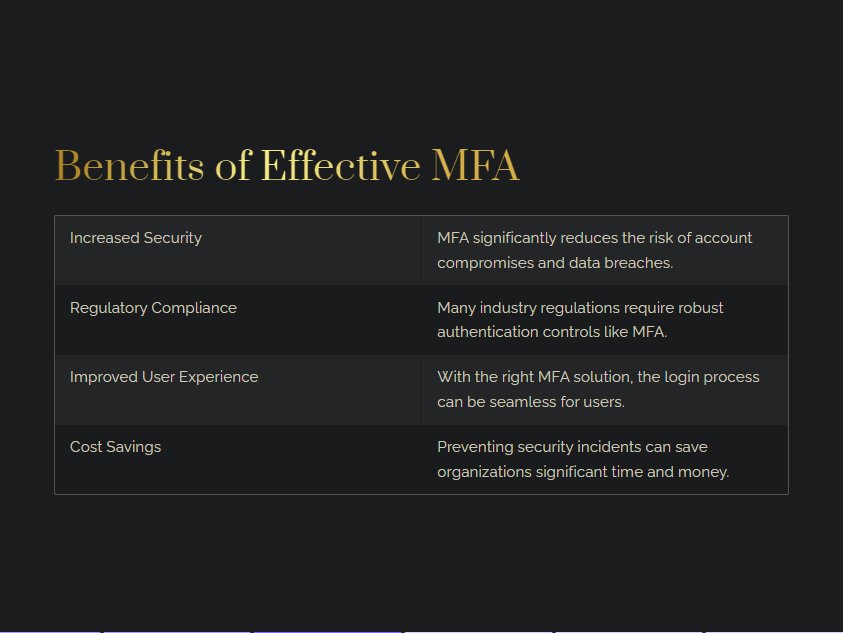 Benefits of Effective MFA
Increased Security
MFA significantly reduces the risk of account
compromises and data breaches.
Regulatory Compliance
Many industry regulations require robust
authentication controls like MFA.
Improved User Experience
With the right MFA solution, the login process
can be seamless for users.
Cost Savings
Preventing security incidents can save
organizations significant time and money.